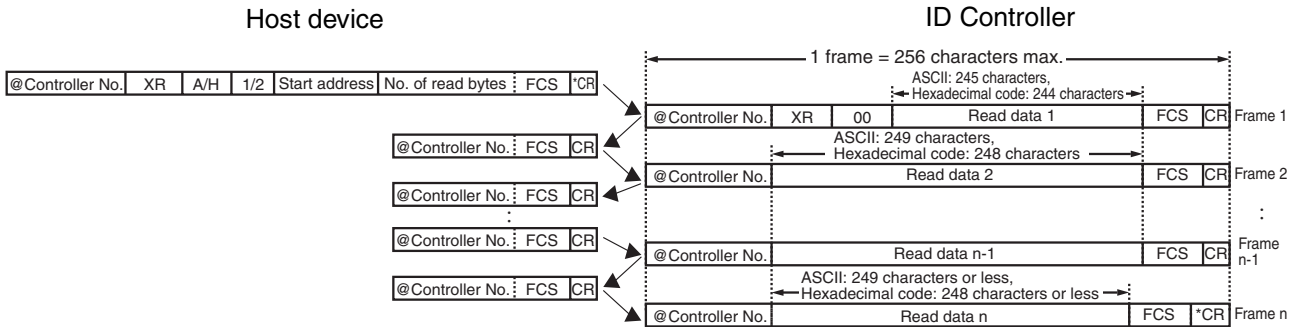 Host device
ID Controller
1 frame = 256 characters max.
ASCII: 245 characters,
Hexadecimal code: 244 characters
@Controller No. XR A/H 1/2 Start address No. of read bytes FCS *CR
@Controller No. XR 00 Read data 1 FCS CR Frame 1
ASCII: 249 characters,
Hexadecimal code: 248 characters
@Controller No. FCS CR
@Controller No. Read data 2 FCS CR Frame 2
@Controller No. FCS CR
:
:
@Controller No. FCS CR
@Controller No. Read data n-1 FCS CR Frame
n-1
ASCII: 249 characters or less,
Hexadecimal code: 248 characters or less
@Controller No. FCS CR
@Controller No. Read data n FCS *CR Frame n